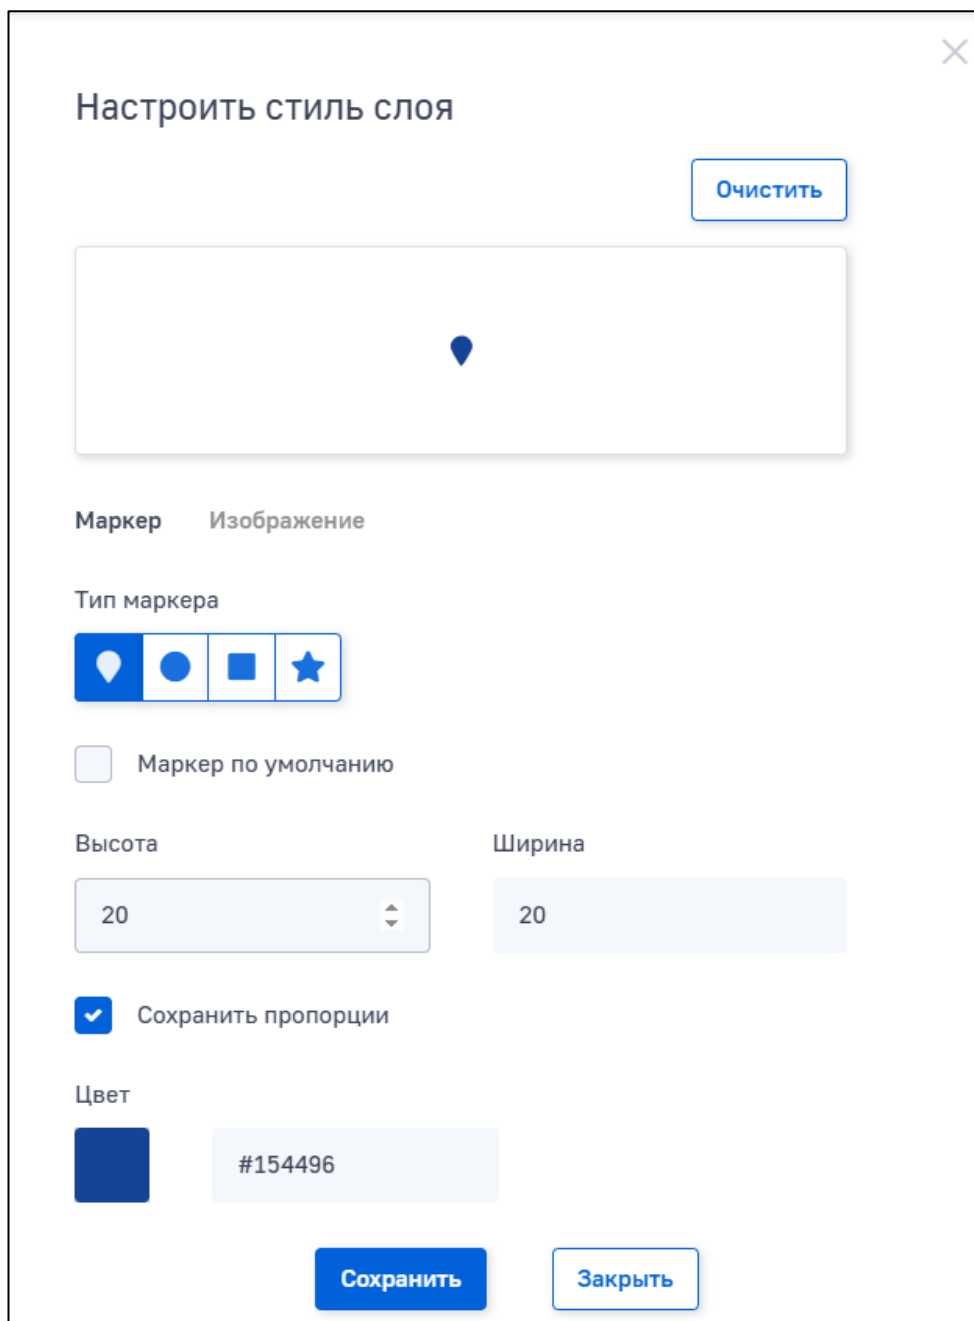 Настроить стиль слоя
Очистить
Маркер Изображение
Тип маркера
Маркер по умолчанию
Высота Ширина
20 20
Сохранить пропорции
Цвет
#154496
Сохранить Закрыть